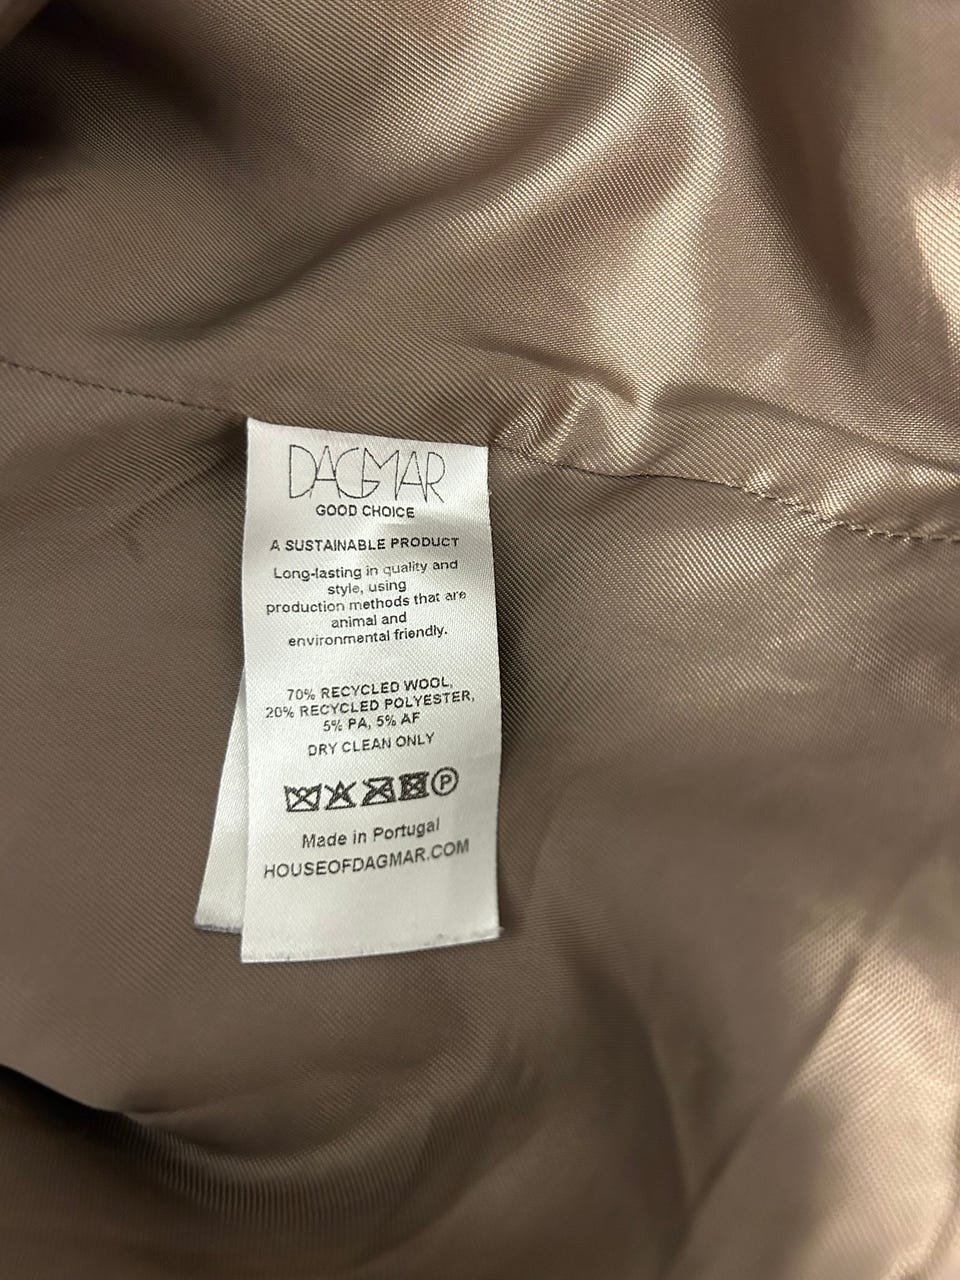 DAGMAR
GOOD CHOICE
A SUSTAINABLE PRODUCT
Long-lasting in quality and
style, using
production methods that are
animal and
environmental friendly.
70% RECYCLED WOOL,
20% RECYCLED POLYESTER,
5% PA, 5% AF
DRY CLEAN ONLY
P
Made in Portugal
HOUSEOFDAGMAR.COM